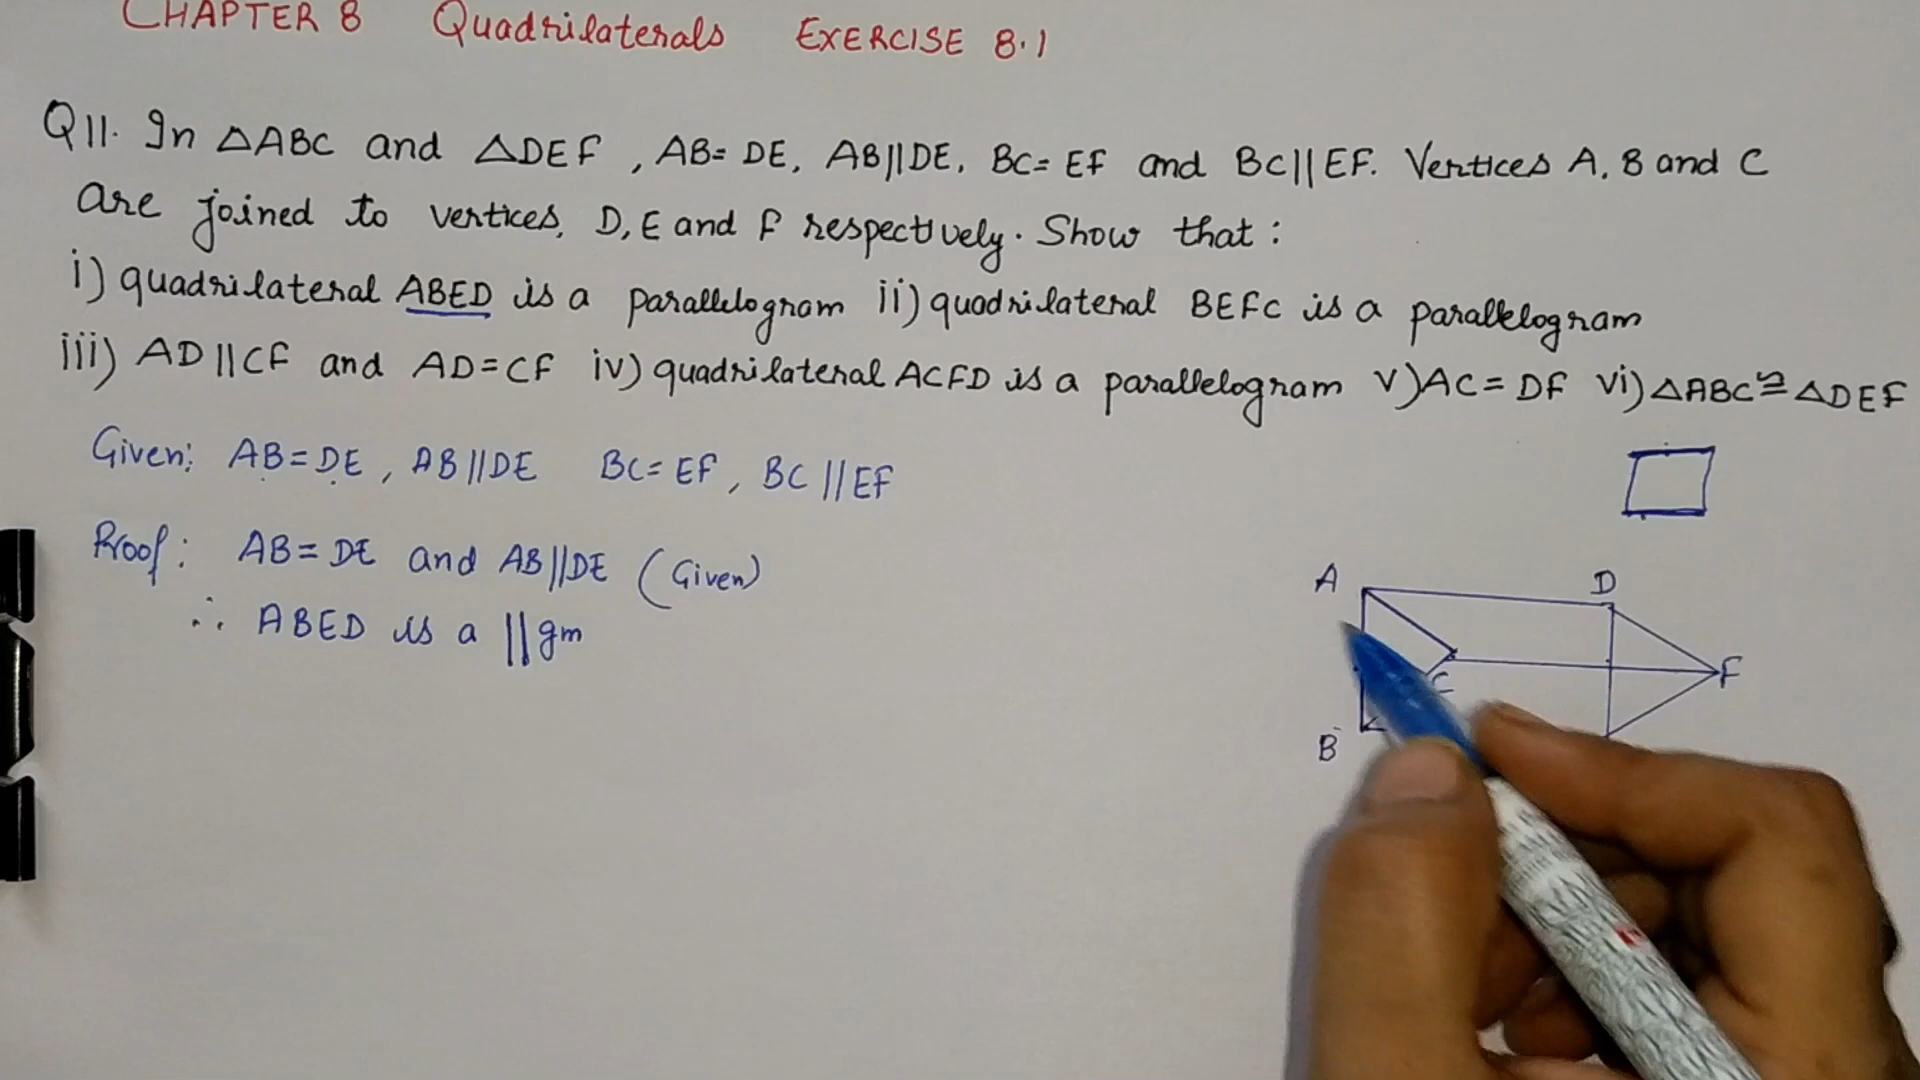 CHAPTER 8 Quadrilaterals EXERCISE 8.1
Q11. In △ABC and △DEF, AB=DE, AB||DE, BC=EF and BC||EF. Vertices A, B and C
are joined to vertices, D, E and F respectively. Show that:
i) quadrilateral ABED is a parallelogram ii) quadrilateral BEFC is a parallelogram
iii) AD||CF and AD=CF iv) quadrilateral ACFD is a parallelogram v) AC=DF vi) △ABC≅△DEF
Given: AB=DE, AB||DE BC=EF, BC||EF
Proof: AB=DE and AB||DE (Given)
∴ ABED is a ||gm
A D
C F
B